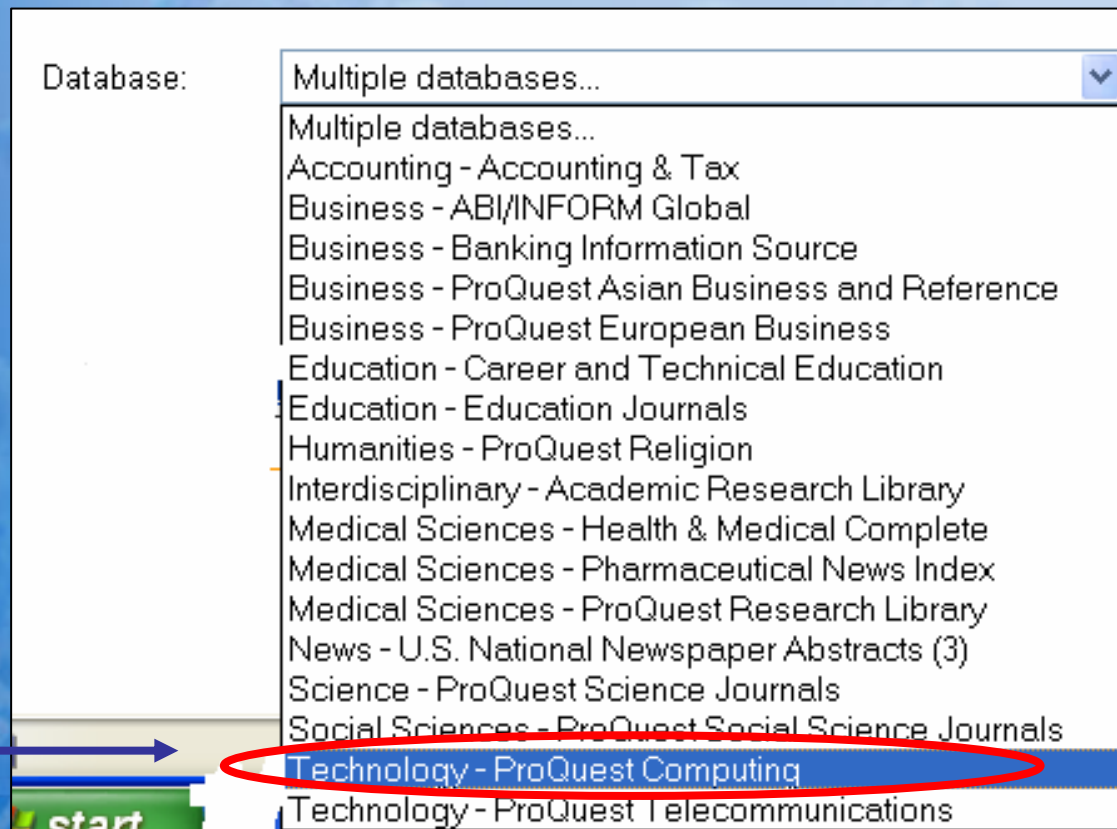 Database: Multiple databases...
Multiple databases...
Accounting - Accounting & Tax
Business - ABI/INFORM Global
Business - Banking Information Source
Business - ProQuest Asian Business and Reference
Business - ProQuest European Business
Education - Career and Technical Education
Education - Education Journals
Humanities - ProQuest Religion
Interdisciplinary - Academic Research Library
Medical Sciences - Health & Medical Complete
Medical Sciences - Pharmaceutical News Index
Medical Sciences - ProQuest Research Library
News - U.S. National Newspaper Abstracts (3)
Science - ProQuest Science Journals
Social Sciences - ProQuest Social Science Journals
Technology - ProQuest Computing
Technology - ProQuest Telecommunications
start